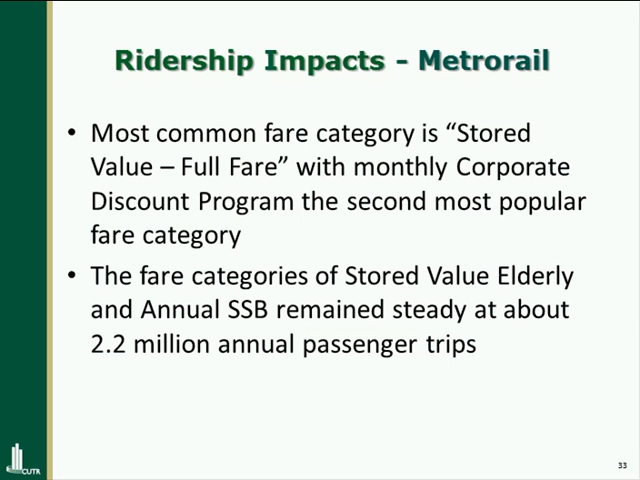 Ridership Impacts - Metrorail
• Most common fare category is “Stored
Value – Full Fare” with monthly Corporate
Discount Program the second most popular
fare category
• The fare categories of Stored Value Elderly
and Annual SSB remained steady at about
2.2 million annual passenger trips
CUTR
33